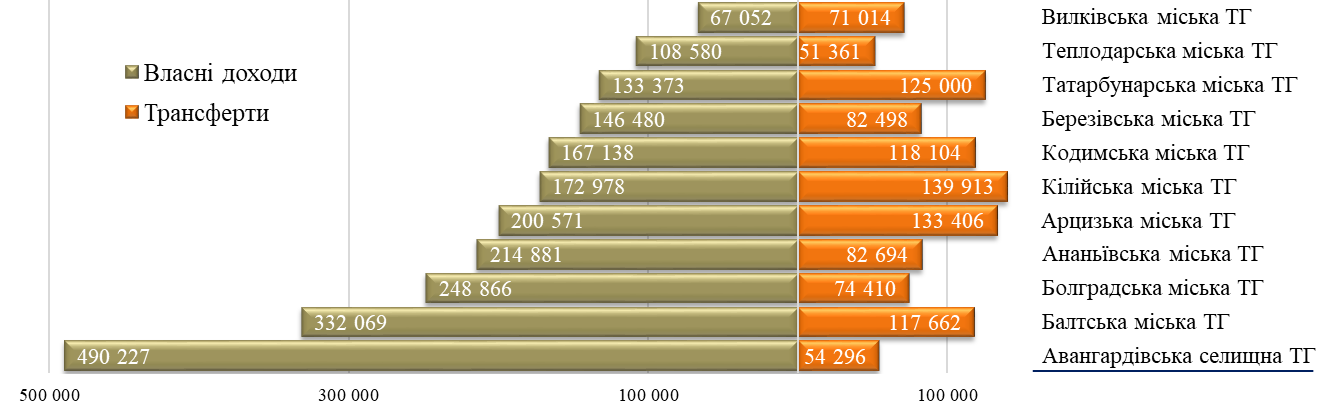 67 052 71 014 Вилківська міська ТГ
108 580 51 361 Теплодарська міська ТГ
Власні доходи
133 373 125 000 Татарбунарська міська ТГ
Трансферти
146 480 82 498 Березівська міська ТГ
167 138 118 104 Кодимська міська ТГ
172 978 139 913 Кілійська міська ТГ
200 571 133 406 Арцизька міська ТГ
214 881 82 694 Ананьївська міська ТГ
248 866 74 410 Болградська міська ТГ
332 069 117 662 Балтська міська ТГ
490 227 54 296 Авангардівська селищна ТГ
500 000 300 000 100 000 100 000